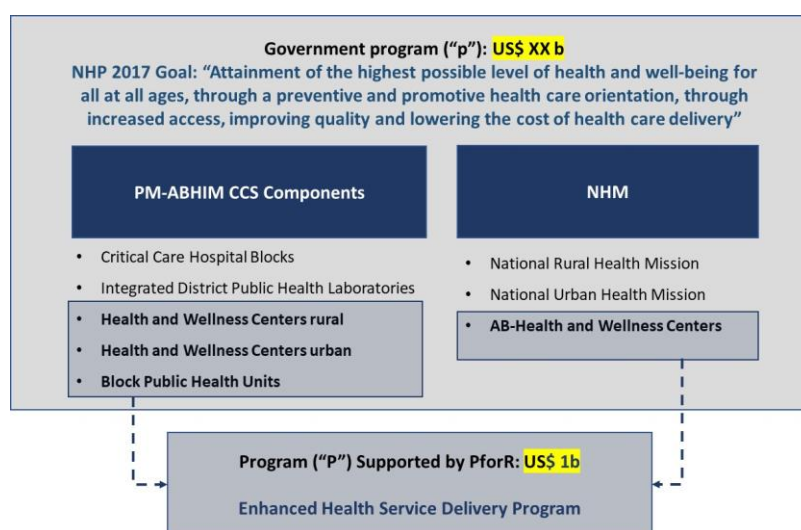 Government program (“p”): US$ XX b
NHP 2017 Goal: “Attainment of the highest possible level of health and well-being for
all at all ages, through a preventive and promotive health care orientation, through
increased access, improving quality and lowering the cost of health care delivery”
PM-ABHIM CCS Components
• Critical Care Hospital Blocks
• Integrated District Public Health Laboratories
• Health and Wellness Centers rural
• Health and Wellness Centers urban
• Block Public Health Units
NHM
• National Rural Health Mission
• National Urban Health Mission
• AB-Health and Wellness Centers
Program (“P”) Supported by PforR: US$ 1b
Enhanced Health Service Delivery Program